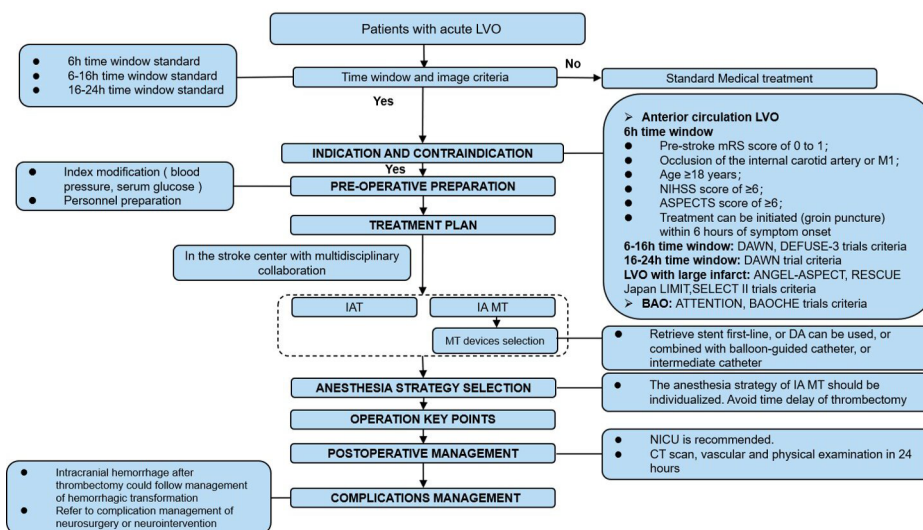 Patients with acute LVO
● 6h time window standard
● 6-16h time window standard
● 16-24h time window standard
Time window and image criteria
No
Standard Medical treatment
Yes
➢ Anterior circulation LVO
6h time window
● Pre-stroke mRS score of 0 to 1;
● Occlusion of the internal carotid artery or M1;
● Age ≥18 years;
● NIHSS score of ≥6;
● ASPECTS score of ≥6;
● Treatment can be initiated (groin puncture)
within 6 hours of symptom onset
6-16h time window: DAWN, DEFUSE-3 trials criteria
16-24h time window: DAWN trial criteria
LVO with large infarct: ANGEL-ASPECT, RESCUE
Japan LIMIT,SELECT II trials criteria
➢ BAO: ATTENTION, BAOCHE trials criteria
INDICATION AND CONTRAINDICATION
Yes
● Index modification ( blood
pressure, serum glucose )
● Personnel preparation
PRE-OPERATIVE PREPARATION
TREATMENT PLAN
In the stroke center with multidisciplinary
collaboration
IAT
IA MT
MT devices selection
● Retrieve stent first-line, or DA can be used, or
combined with balloon-guided catheter, or
intermediate catheter
ANESTHESIA STRATEGY SELECTION
● The anesthesia strategy of IA MT should be
individualized. Avoid time delay of thrombectomy
OPERATION KEY POINTS
POSTOPERATIVE MANAGEMENT
● NICU is recommended.
● CT scan, vascular and physical examination in 24
hours
● Intracranial hemorrhage after
thrombectomy could follow management
of hemorrhagic transformation
● Refer to complication management of
neurosurgery or neurointervention
COMPLICATIONS MANAGEMENT